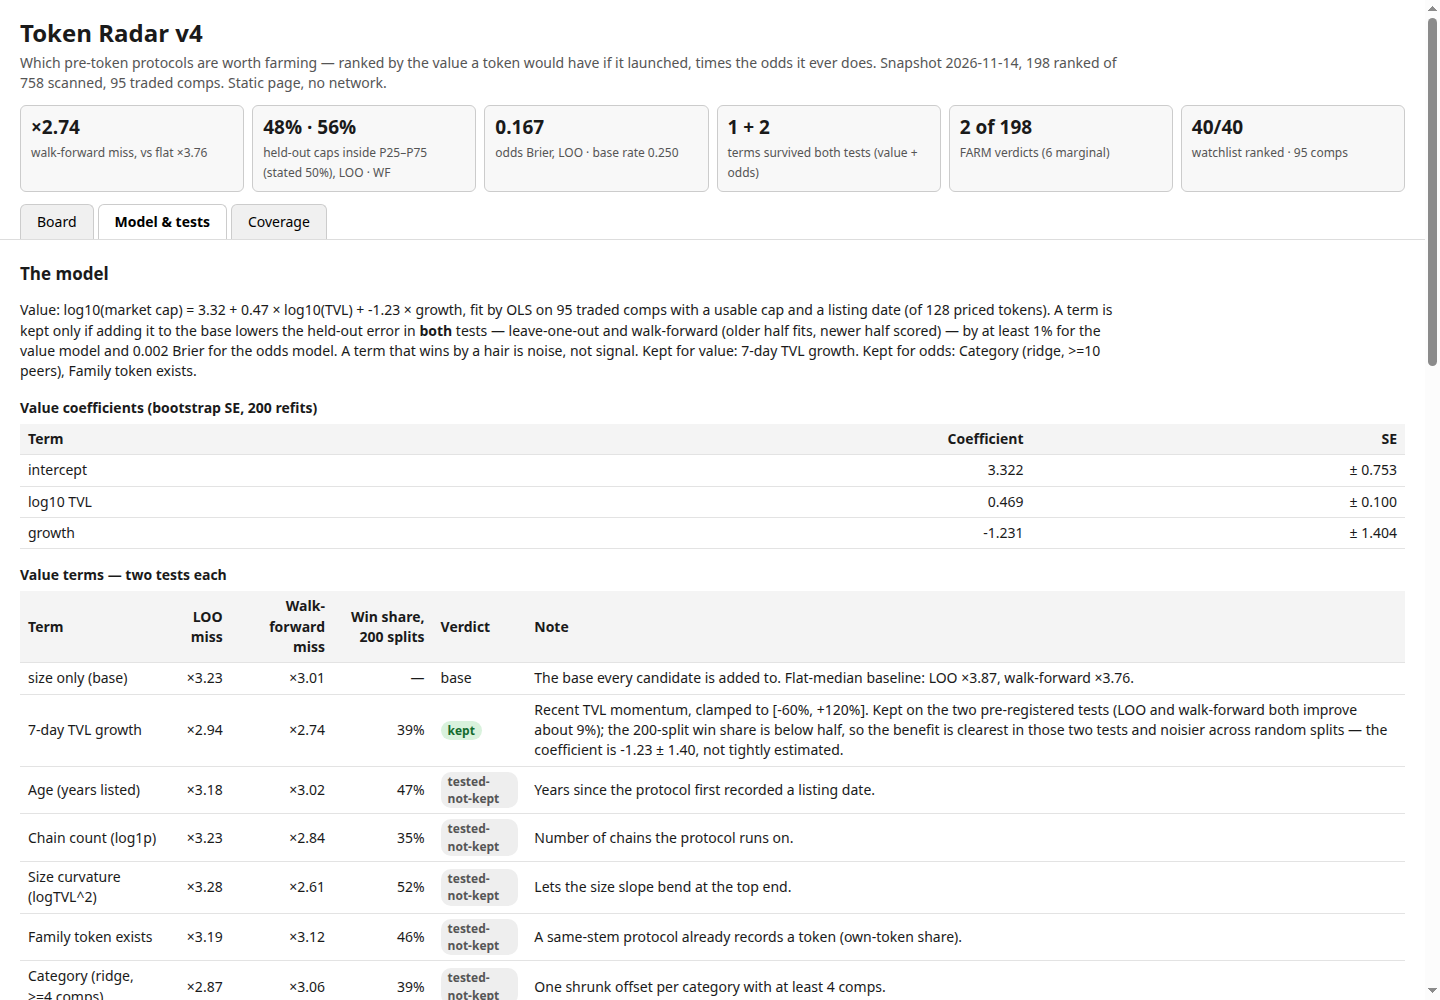 Token Radar v4
Which pre-token protocols are worth farming — ranked by the value a token would have if it launched, times the odds it ever does. Snapshot 2026-11-14, 198 ranked of
758 scanned, 95 traded comps. Static page, no network.
×2.74
walk-forward miss, vs flat ×3.76
48% · 56%
held-out caps inside P25–P75
(stated 50%), LOO · WF
0.167
odds Brier, LOO · base rate 0.250
1 + 2
terms survived both tests (value +
odds)
2 of 198
FARM verdicts (6 marginal)
40/40
watchlist ranked · 95 comps
Board
Model & tests
Coverage
The model
Value: log10(market cap) = 3.32 + 0.47 × log10(TVL) + -1.23 × growth, fit by OLS on 95 traded comps with a usable cap and a listing date (of 128 priced tokens). A term is
kept only if adding it to the base lowers the held-out error in both tests — leave-one-out and walk-forward (older half fits, newer half scored) — by at least 1% for the
value model and 0.002 Brier for the odds model. A term that wins by a hair is noise, not signal. Kept for value: 7-day TVL growth. Kept for odds: Category (ridge, >=10
peers), Family token exists.
Value coefficients (bootstrap SE, 200 refits)
Term Coefficient SE
intercept 3.322 ± 0.753
log10 TVL 0.469 ± 0.100
growth -1.231 ± 1.404
Value terms — two tests each
Term
LOO
miss
Walk-
forward
miss
Win share,
200 splits
Verdict
Note
size only (base) ×3.23 ×3.01 — base The base every candidate is added to. Flat-median baseline: LOO ×3.87, walk-forward ×3.76.
7-day TVL growth ×2.94 ×2.74 39% kept
Recent TVL momentum, clamped to [-60%, +120%]. Kept on the two pre-registered tests (LOO and walk-forward both improve
about 9%); the 200-split win share is below half, so the benefit is clearest in those two tests and noisier across random splits — the
coefficient is -1.23 ± 1.40, not tightly estimated.
Age (years listed) ×3.18 ×3.02 47%
tested-
not-kept
Years since the protocol first recorded a listing date.
Chain count (log1p) ×3.23 ×2.84 35%
tested-
not-kept
Number of chains the protocol runs on.
Size curvature
(logTVL^2)
×3.28 ×2.61 52%
tested-
not-kept
Lets the size slope bend at the top end.
Family token exists ×3.19 ×3.12 46%
tested-
not-kept
A same-stem protocol already records a token (own-token share).
Category (ridge,
>=4 comps)
×2.87 ×3.06 39%
tested-
not-kept
One shrunk offset per category with at least 4 comps.